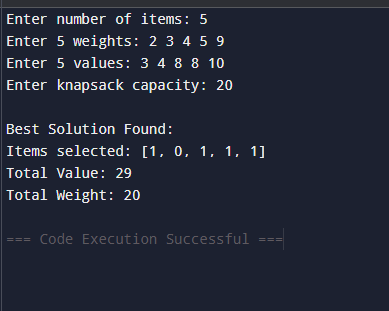 Enter number of items: 5
Enter 5 weights: 2 3 4 5 9
Enter 5 values: 3 4 8 8 10
Enter knapsack capacity: 20
Best Solution Found:
Items selected: [1, 0, 1, 1, 1]
Total Value: 29
Total Weight: 20
=== Code Execution Successful ===